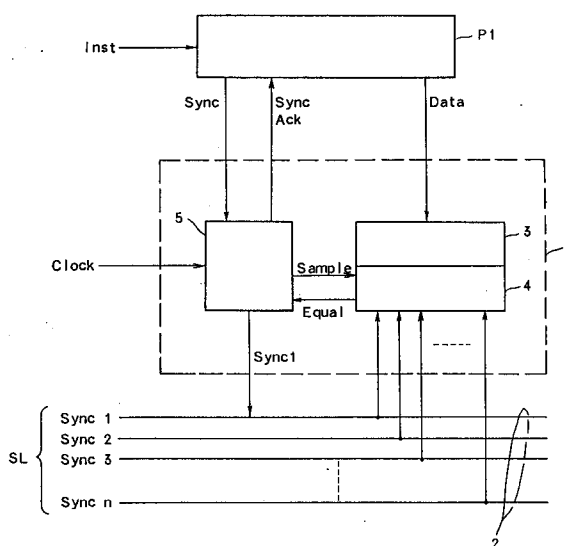 Inst
P1
Sync
Sync
Ack
Data
5
3
Clock
Sample
4
Equal
Sync1
Sync 1
Sync 2
SL
Sync 3
Sync n
2